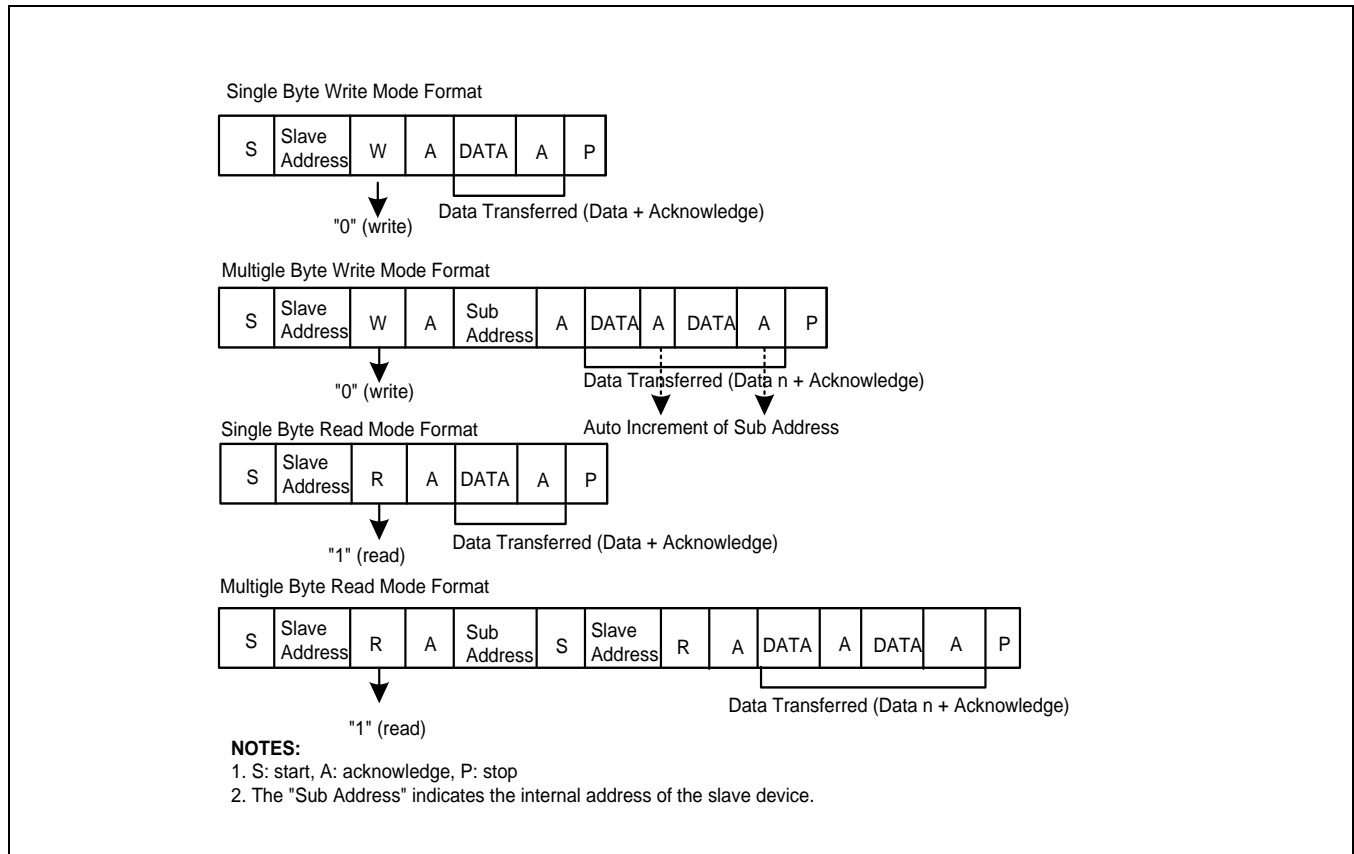 Single Byte Write Mode Format
S Slave Address W A DATA A P
Data Transferred (Data + Acknowledge)
"0" (write)
Multigle Byte Write Mode Format
S Slave Address W A Sub Address A DATA A DATA A P
Data Transferred (Data n + Acknowledge)
"0" (write)
Auto Increment of Sub Address
Single Byte Read Mode Format
S Slave Address R A DATA A P
Data Transferred (Data + Acknowledge)
"1" (read)
Multigle Byte Read Mode Format
S Slave Address R A Sub Address S Slave Address R A DATA A DATA A P
Data Transferred (Data n + Acknowledge)
"1" (read)
NOTES:
1. S: start, A: acknowledge, P: stop
2. The "Sub Address" indicates the internal address of the slave device.